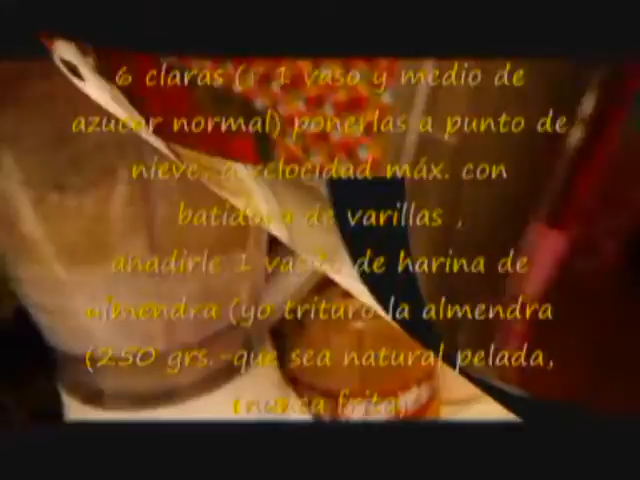 6 claras (+ 1 vaso y medio de
azucar normal) ponerlas a punto de
nieve, a velocidad máx. con
batidora de varillas ,
añadirle 1 vasito de harina de
almendra (yo trituro la almendra
(250 grs.-que sea natural pelada,
(nunca frita)